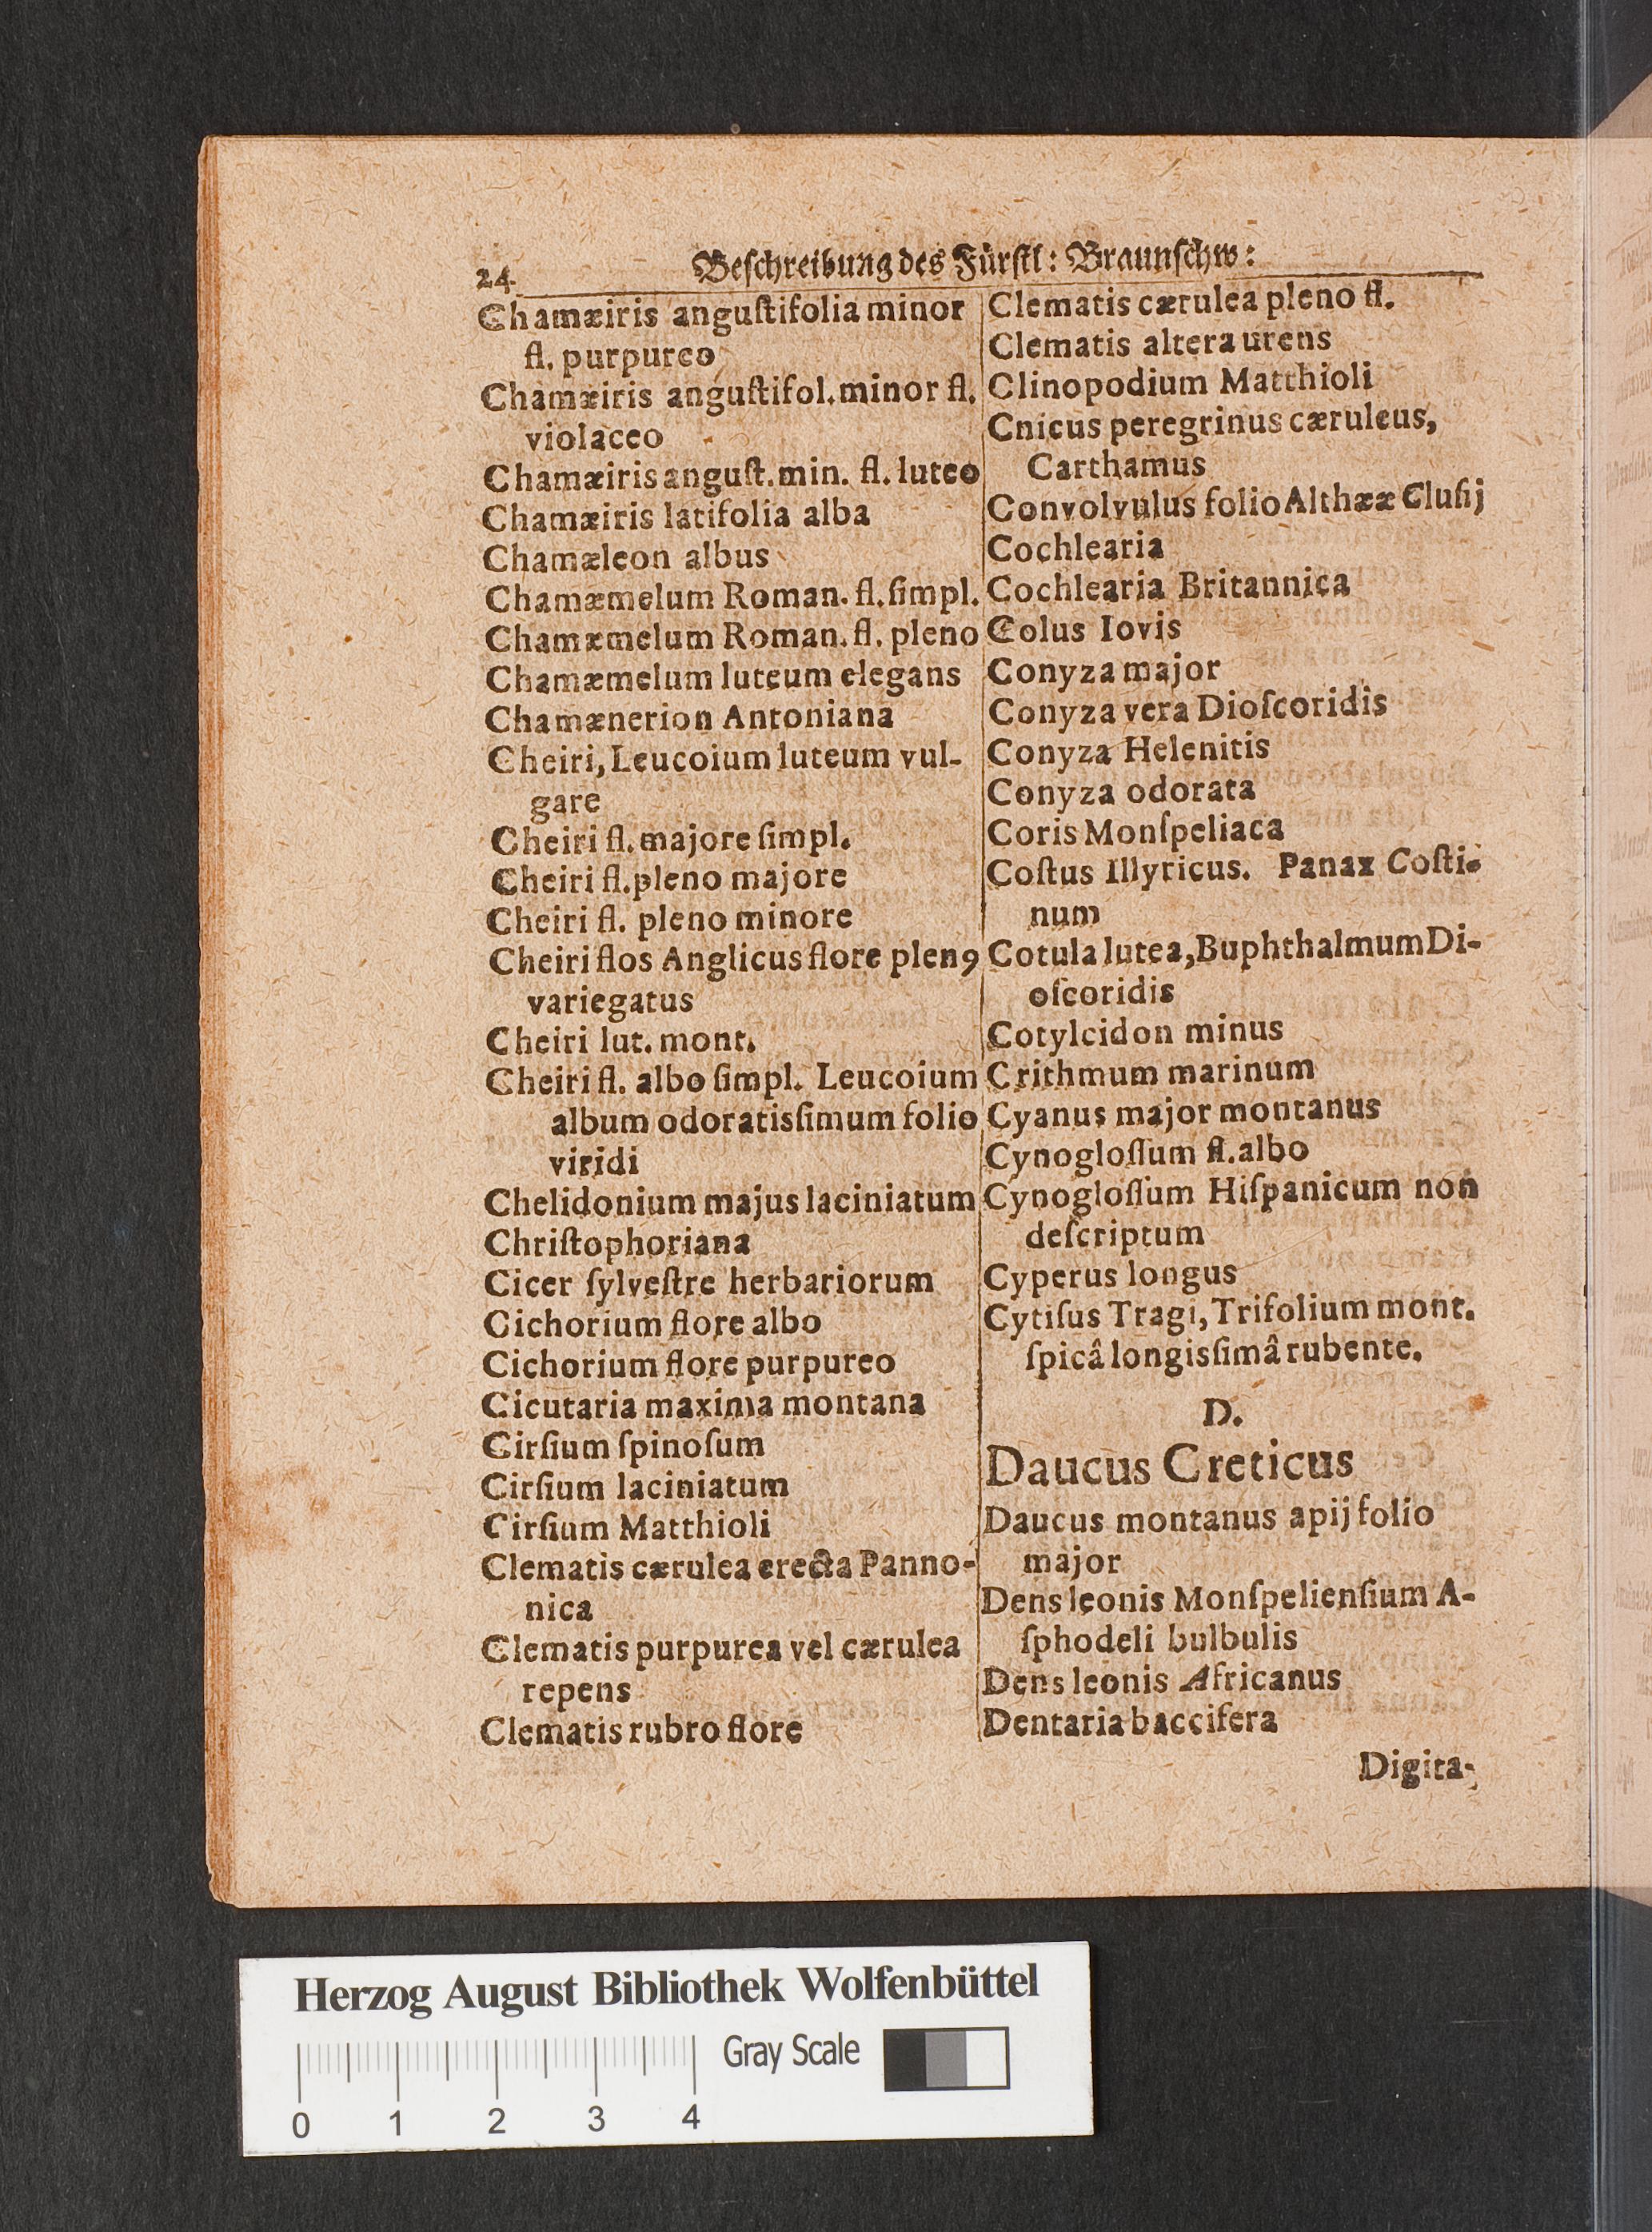 24. Beſchreibung des Fürſtl: Braunſchw:
Chamæiris anguſtifolia minor
fl. purpureo
Chamæiris anguſtifol. minor fl.
violaceo
Chamæiris anguſt. min. fl. luteo
Chamæiris latifolia alba
Chamæleon albus
Chamæmelum Roman. fl. ſimpl.
Chamæmelum Roman. fl. pleno
Chamæmelum luteum elegans
Chamænerion Antoniana
Cheiri, Leucoium luteum vul-
gare
Cheiri fl. majore ſimpl.
Cheiri fl. pleno majore
Cheiri fl. pleno minore
Cheiri flos Anglicus flore pleno
variegatus
Cheiri lut. mont.
Cheiri fl. albo ſimpl. Leucoium
album odoratisſimum folio
viridi
Chelidonium majus laciniatum
Chriſtophoriana
Cicer ſylveſtre herbariorum
Cichorium flore albo
Cichorium flore purpureo
Cicutaria maxima montana
Cirſium ſpinoſum
Cirſium laciniatum
Cirſium Matthioli
Clematis cærulea erecta Panno-
nica
Clematis purpurea vel cærulea
repens
Clematis rubro flore
Clematis cærulea pleno fl.
Clematis altera urens
Clinopodium Matthioli
Cnicus peregrinus cæruleus,
Carthamus
Convolvulus folio Althææ Cluſij
Cochlearia
Cochlearia Britannica
Colus Iovis
Conyza major
Conyza vera Dioſcoridis
Conyza Helenitis
Conyza odorata
Coris Monſpeliaca
Coſtus Illyricus. Panax Coſti-
num
Cotula lutea, Buphthalmum Di-
oſcoridis
Cotylcidon minus
Crithmum marinum
Cyanus major montanus
Cynogloſſum fl. albo
Cynogloſſum Hiſpanicum non
deſcriptum
Cyperus longus
Cytiſus Tragi, Trifolium mont.
ſpicâ longisſimâ rubente.
D.
Daucus Creticus
Daucus montanus apij folio
major
Dens leonis Monſpelienſium A-
ſphodeli bulbulis
Dens leonis Africanus
Dentaria baccifera
Digita-
Herzog August Bibliothek Wolfenbüttel
Gray Scale
0 1 2 3 4